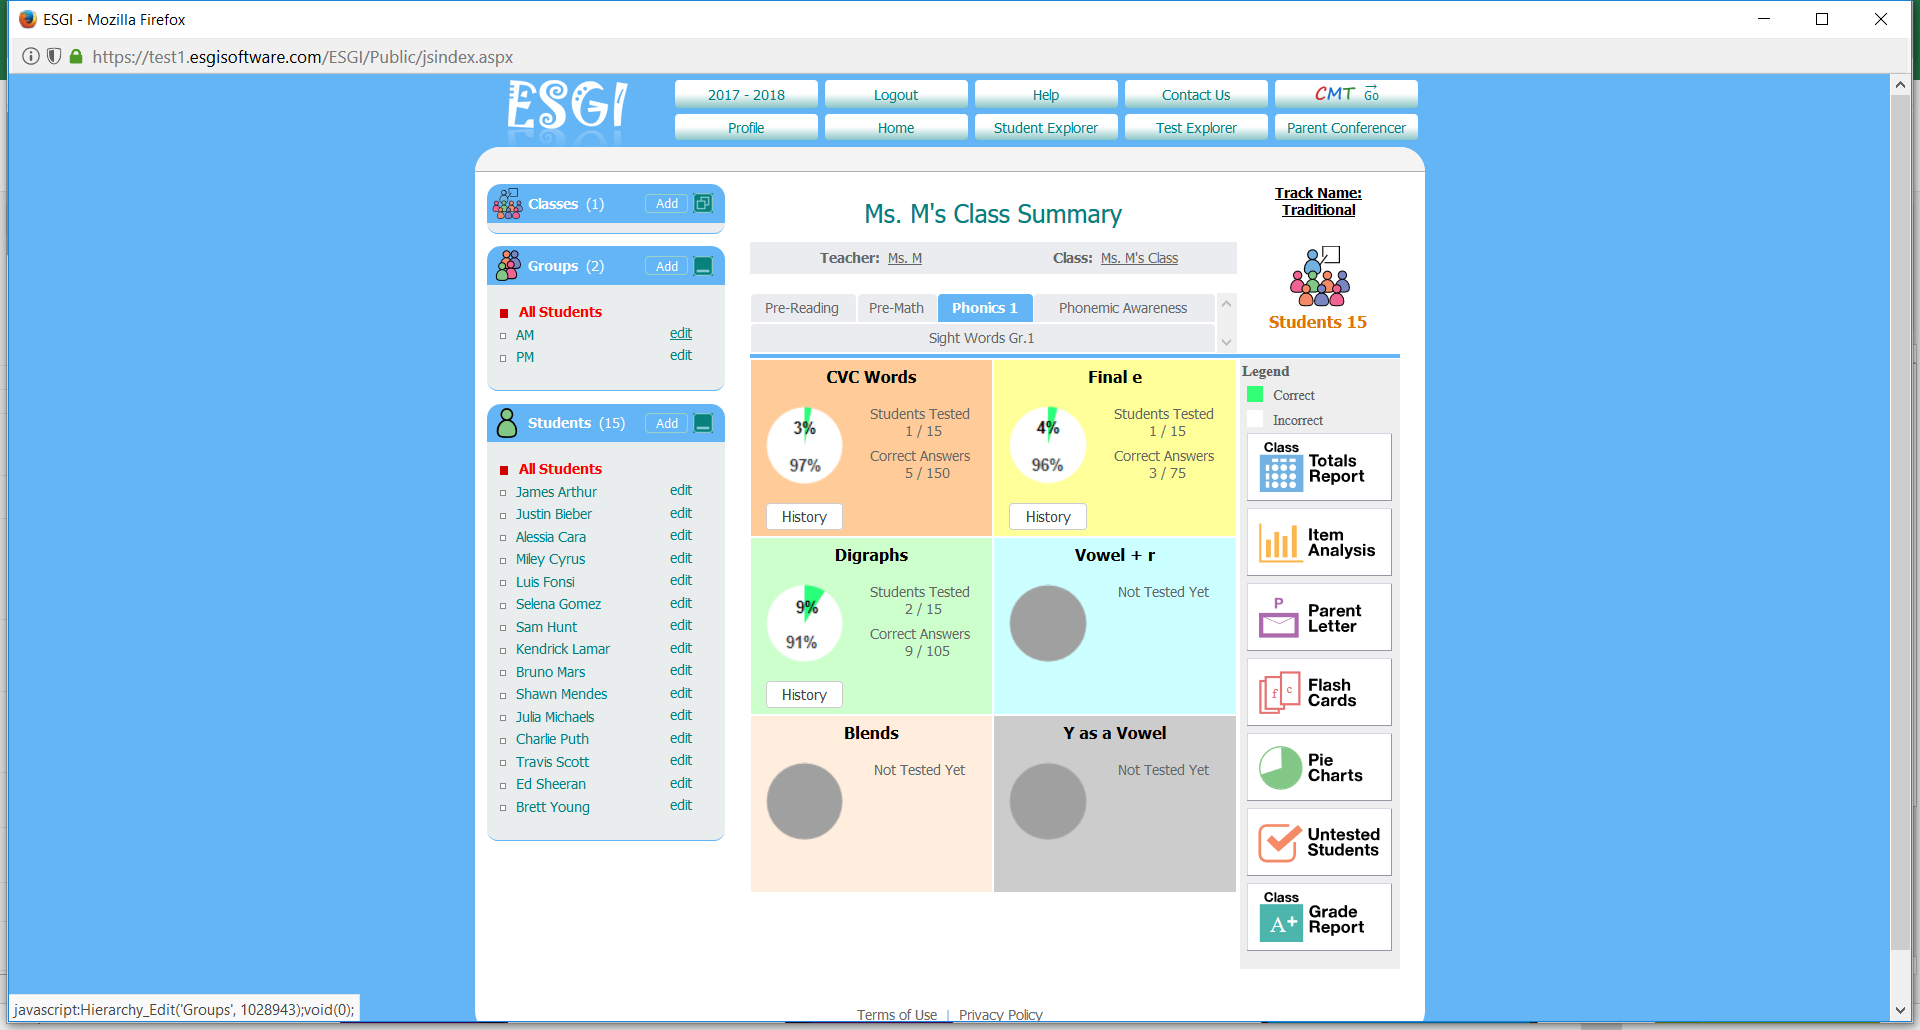 ESGI - Mozilla Firefox
https://test1.esgisoftware.com/ESGI/Public/jsindex.aspx
ESGI
2017 - 2018
Logout
Help
Contact Us
CMT Go
Profile
Home
Student Explorer
Test Explorer
Parent Conferencer
Classes (1) Add
Groups (2) Add
All Students
AM edit
PM edit
Students (15) Add
All Students
James Arthur edit
Justin Bieber edit
Alessia Cara edit
Miley Cyrus edit
Luis Fonsi edit
Selena Gomez edit
Sam Hunt edit
Kendrick Lamar edit
Bruno Mars edit
Shawn Mendes edit
Julia Michaels edit
Charlie Puth edit
Travis Scott edit
Ed Sheeran edit
Brett Young edit
Ms. M's Class Summary
Teacher: Ms. M Class: Ms. M's Class
Pre-Reading Pre-Math Phonics 1 Phonemic Awareness
Sight Words Gr.1
CVC Words
3%
97%
Students Tested
1 / 15
Correct Answers
5 / 150
History
Final e
4%
96%
Students Tested
1 / 15
Correct Answers
3 / 75
History
Digraphs
9%
91%
Students Tested
2 / 15
Correct Answers
9 / 105
History
Vowel + r
Not Tested Yet
Blends
Not Tested Yet
Y as a Vowel
Not Tested Yet
Track Name:
Traditional
Students 15
Legend
Correct
Incorrect
Class
Totals
Report
Item
Analysis
P
Parent
Letter
f c
Flash
Cards
Pie
Charts
Untested
Students
Class
A+
Grade
Report
Terms of Use | Privacy Policy
javascript:Hierarchy_Edit('Groups', 1028943);void(0);